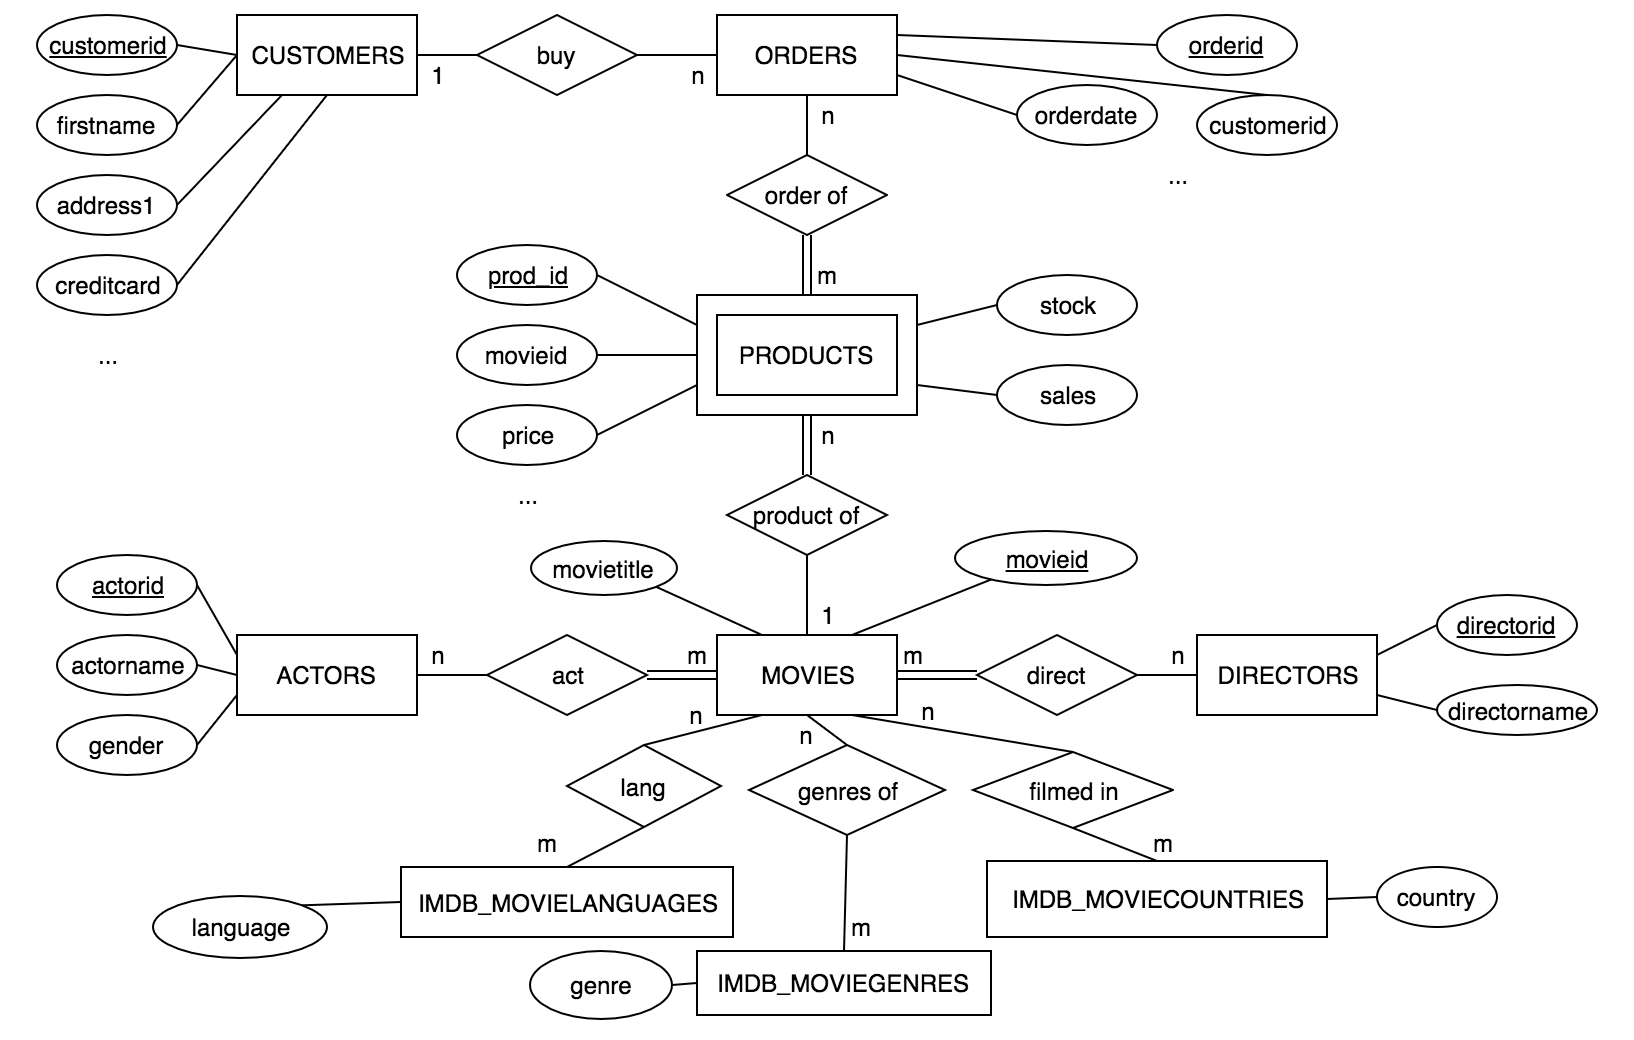 customerid
CUSTOMERS
buy
ORDERS
orderid
1
n
firstname
n
orderdate
customerid
...
address1
order of
creditcard
prod_id
m
stock
...
movieid
PRODUCTS
sales
price
n
...
product of
movietitle
movieid
actorid
1
directorid
actorname
n
m
m
n
ACTORS
act
MOVIES
direct
DIRECTORS
directorname
gender
n
n
n
lang
genres of
filmed in
m
m
language
IMDB_MOVIELANGUAGES
IMDB_MOVIECOUNTRIES
country
m
genre
IMDB_MOVIEGENRES